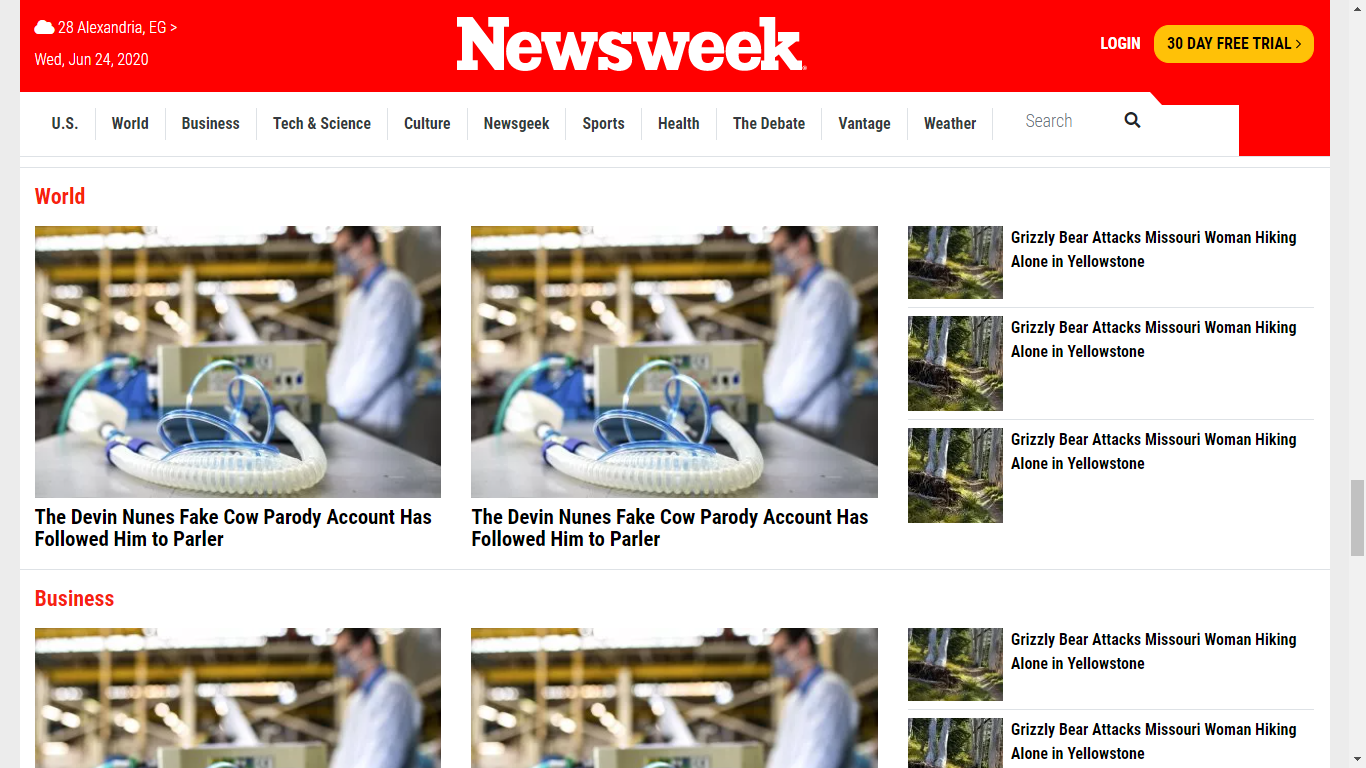 28 Alexandria, EG >
Wed, Jun 24, 2020
Newsweek
LOGIN
30 DAY FREE TRIAL >
U.S.
World
Business
Tech & Science
Culture
Newsgeek
Sports
Health
The Debate
Vantage
Weather
Search
World
The Devin Nunes Fake Cow Parody Account Has
Followed Him to Parler
The Devin Nunes Fake Cow Parody Account Has
Followed Him to Parler
Grizzly Bear Attacks Missouri Woman Hiking
Alone in Yellowstone
Grizzly Bear Attacks Missouri Woman Hiking
Alone in Yellowstone
Grizzly Bear Attacks Missouri Woman Hiking
Alone in Yellowstone
Business
Grizzly Bear Attacks Missouri Woman Hiking
Alone in Yellowstone
Grizzly Bear Attacks Missouri Woman Hiking
Alone in Yellowstone